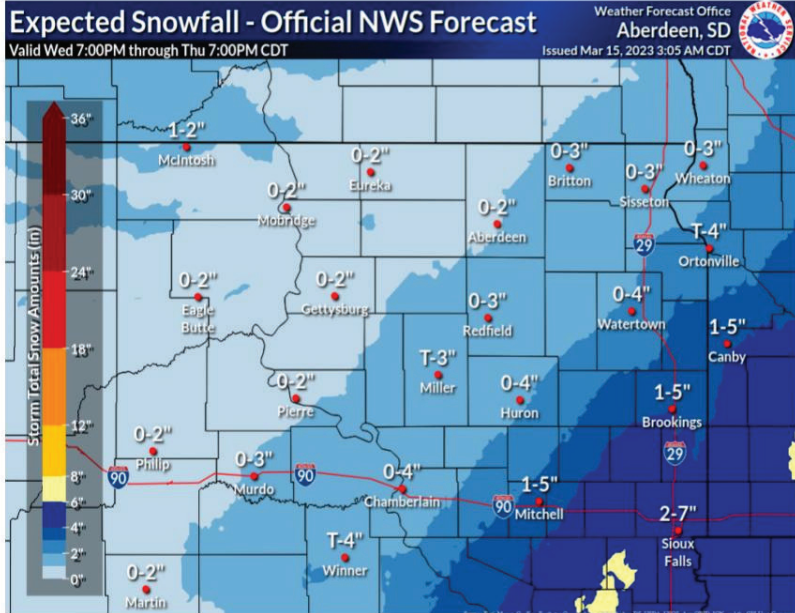 Expected Snowfall - Official NWS Forecast
Valid Wed 7:00PM through Thu 7:00PM CDT
Weather Forecast Office
Aberdeen, SD
Issued Mar 15, 2023 3:05 AM CDT
NATIONAL WEATHER SERVICE
Storm Total Snow Amounts (in)
36"
30"
24"
18"
12"
8"
6"
4"
2"
0"
1-2"
McIntosh
0-2"
Eureka
0-3"
Britton
0-3"
Sisseton
0-3"
Wheaton
0-2"
Mobridge
0-2"
Aberdeen
29
T-4"
Ortonville
0-2"
Eagle
Butte
0-2"
Gettysburg
0-3"
Redfield
0-4"
Watertown
1-5"
Canby
T-3"
Miller
0-2"
Pierre
0-4"
Huron
1-5"
Brookings
0-2"
Philip
90
0-3"
Murdo
90
0-4"
Chamberlain
90
1-5"
Mitchell
29
2-7"
Sioux
Falls
T-4"
Winner
0-2"
Martin